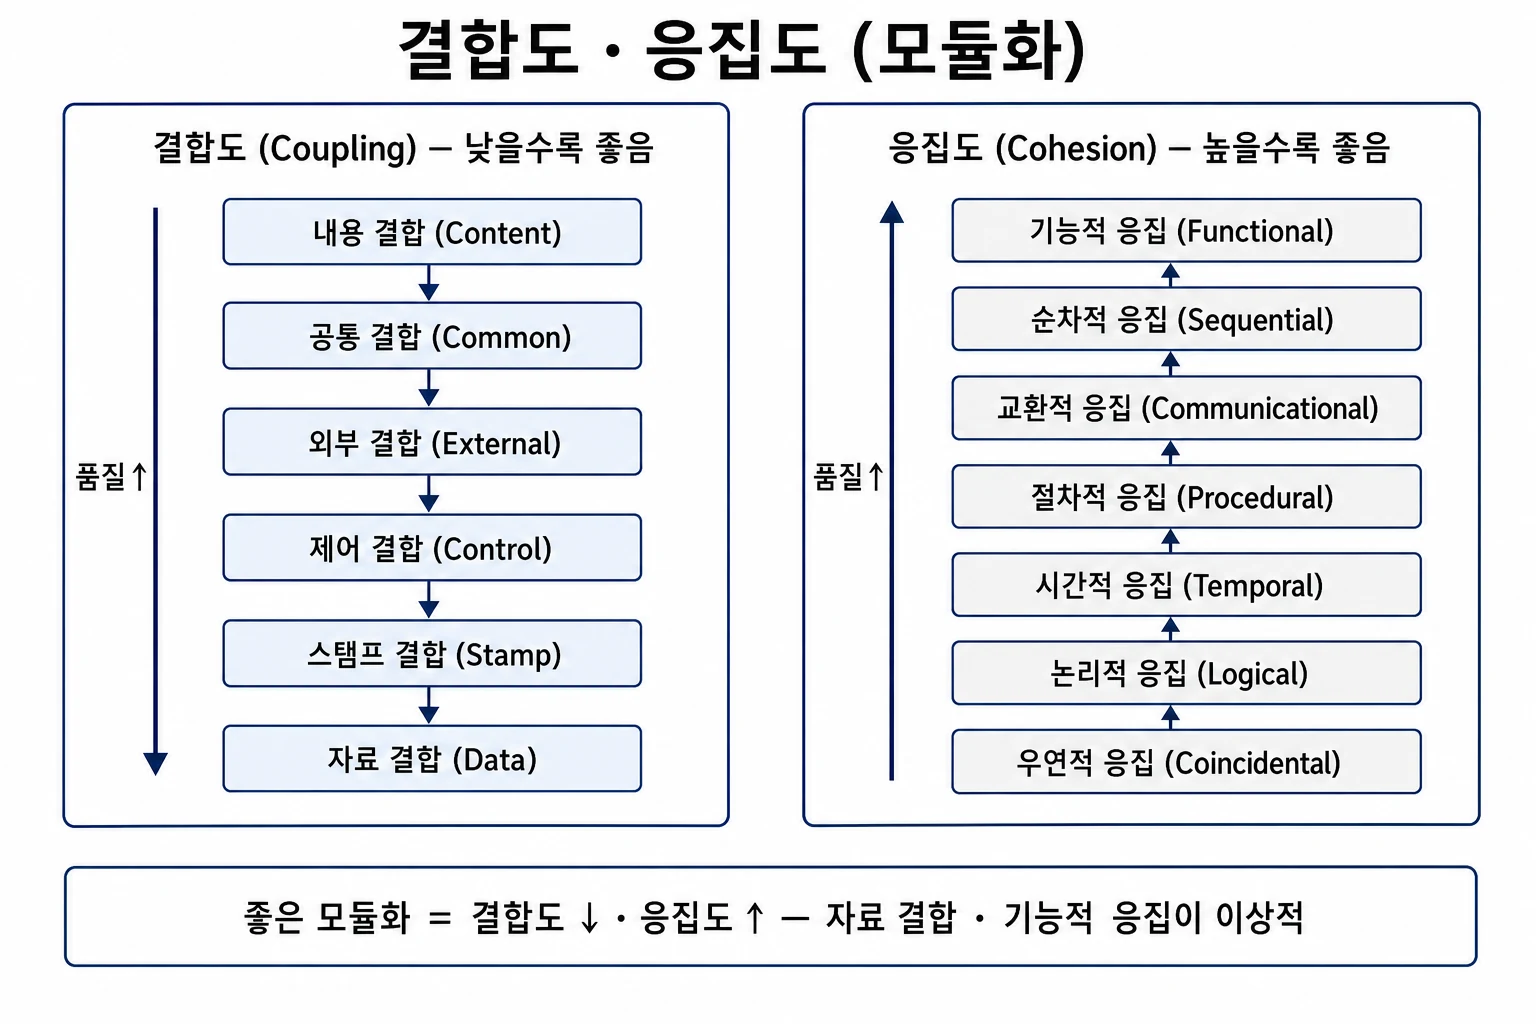 결합도 · 응집도 (모듈화)
결합도 (Coupling) – 낮을수록 좋음
내용 결합 (Content)
공통 결합 (Common)
외부 결합 (External)
품질↑
제어 결합 (Control)
스탬프 결합 (Stamp)
자료 결합 (Data)
응집도 (Cohesion) – 높을수록 좋음
기능적 응집 (Functional)
순차적 응집 (Sequential)
교환적 응집 (Communicational)
품질↑
절차적 응집 (Procedural)
시간적 응집 (Temporal)
논리적 응집 (Logical)
우연적 응집 (Coincidental)
좋은 모듈화 = 결합도 ↓ · 응집도 ↑ – 자료 결합 · 기능적 응집이 이상적